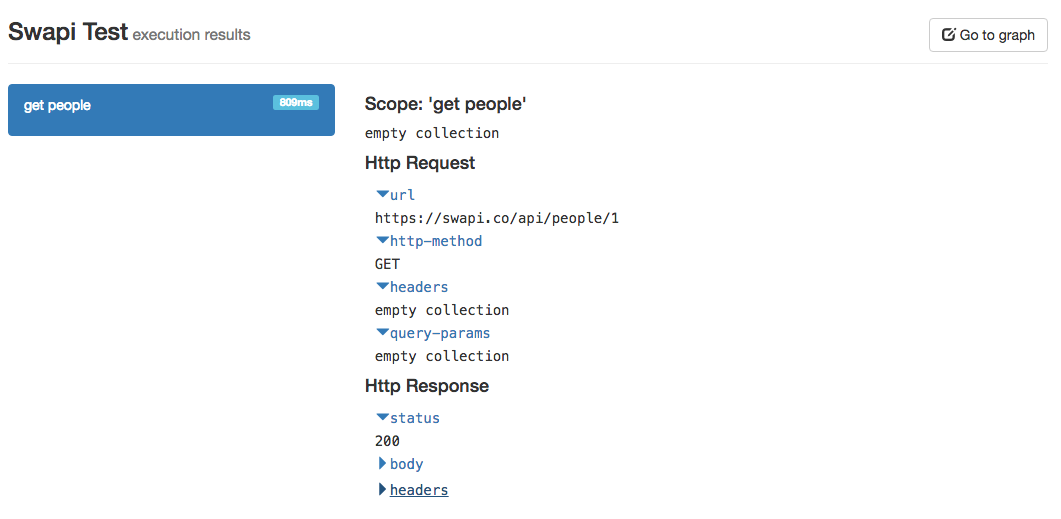 Swapi Test execution results
Go to graph
get people 809ms
Scope: 'get people'
empty collection
Http Request
url
https://swapi.co/api/people/1
http-method
GET
headers
empty collection
query-params
empty collection
Http Response
status
200
body
headers